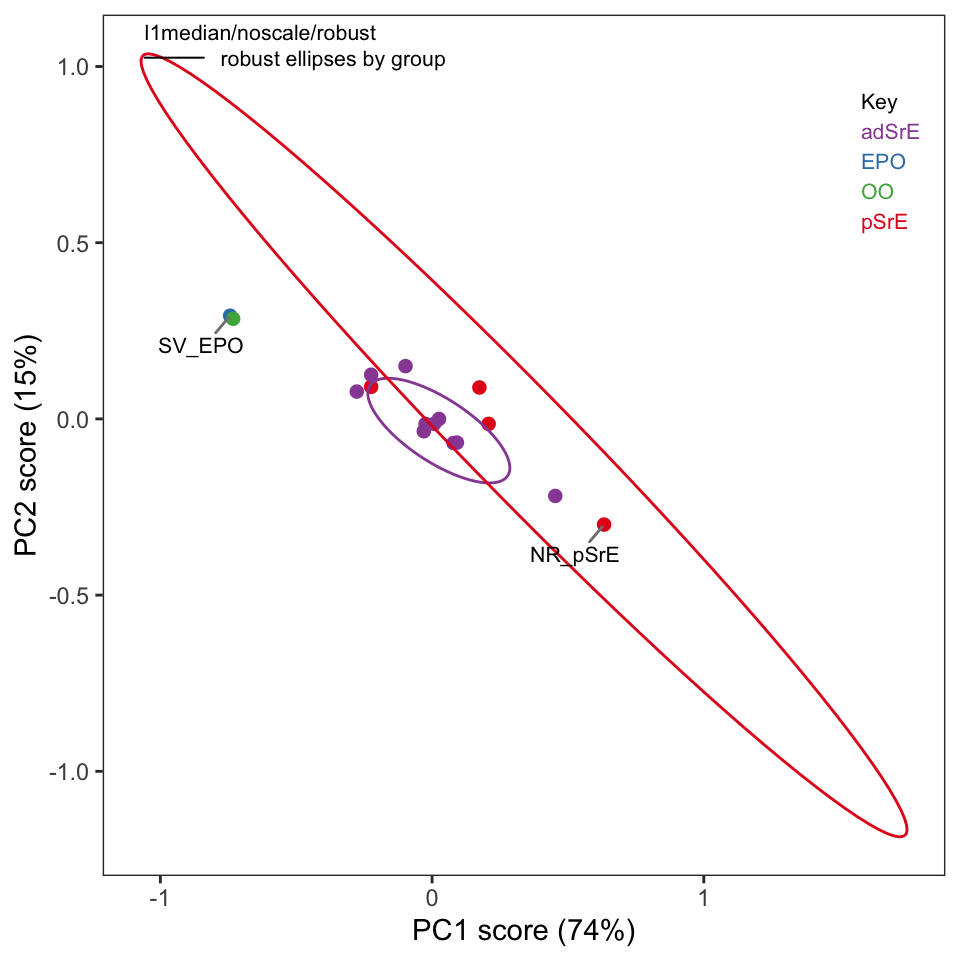 l1median/noscale/robust
robust ellipses by group
Key
adSrE
EPO
OO
pSrE
SV_EPO
NR_pSrE
1.0
0.5
0.0
-0.5
-1.0
-1
0
1
PC1 score (74%)
PC2 score (15%)